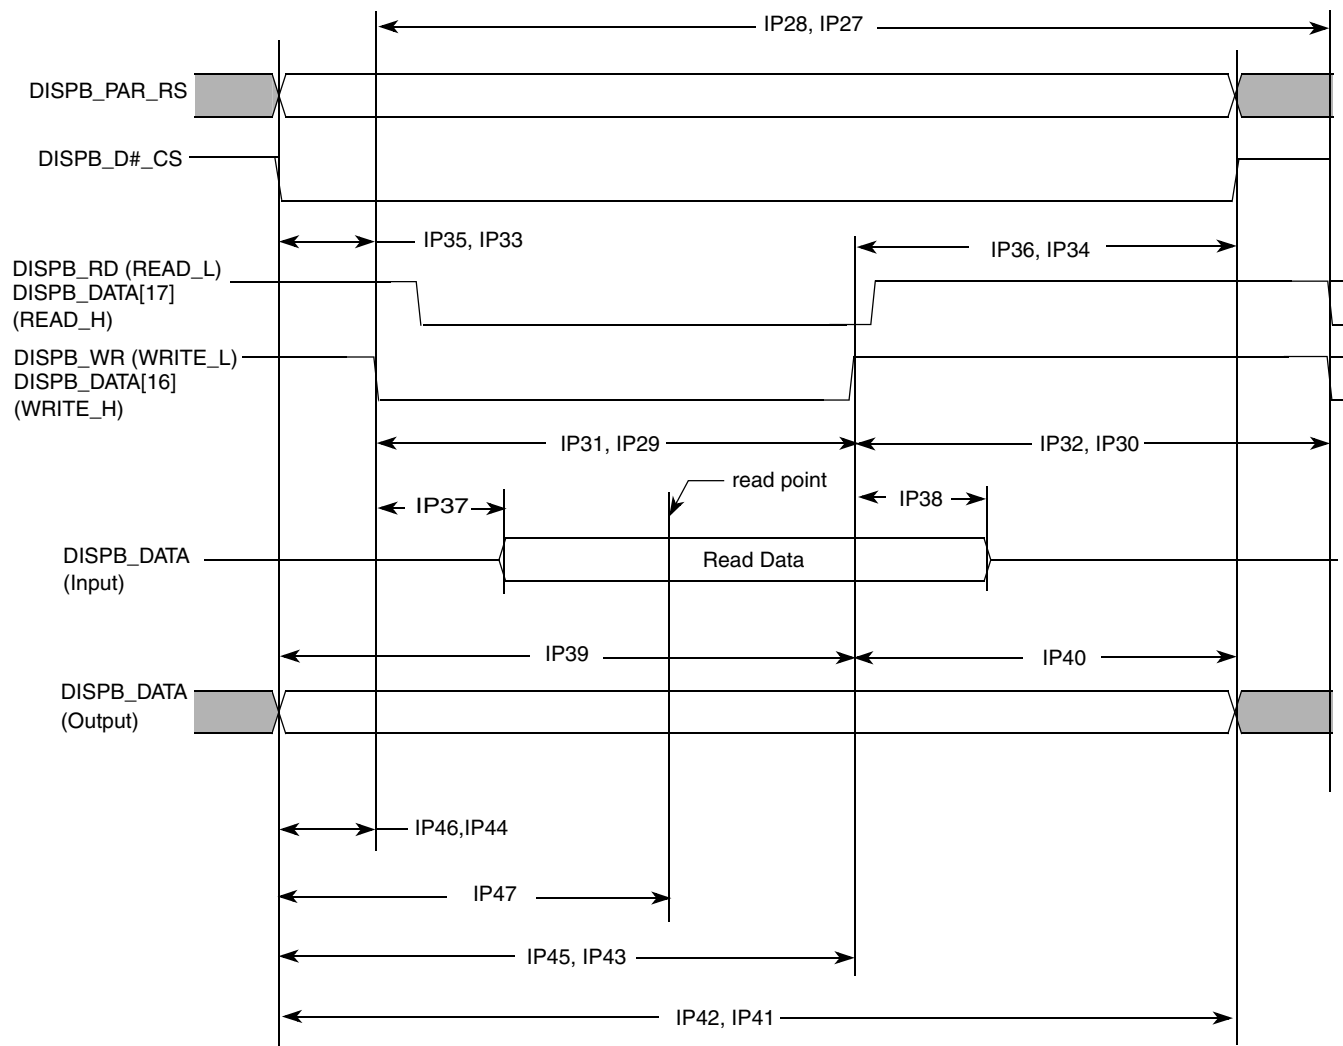 IP28, IP27
DISPB_PAR_RS
DISPB_D#_CS
IP35, IP33
IP36, IP34
DISPB_RD (READ_L)
DISPB_DATA[17]
(READ_H)
DISPB_WR (WRITE_L)
DISPB_DATA[16]
(WRITE_H)
IP31, IP29
IP32, IP30
read point
IP37
IP38
DISPB_DATA
(Input)
Read Data
IP39
IP40
DISPB_DATA
(Output)
IP46,IP44
IP47
IP45, IP43
IP42, IP41